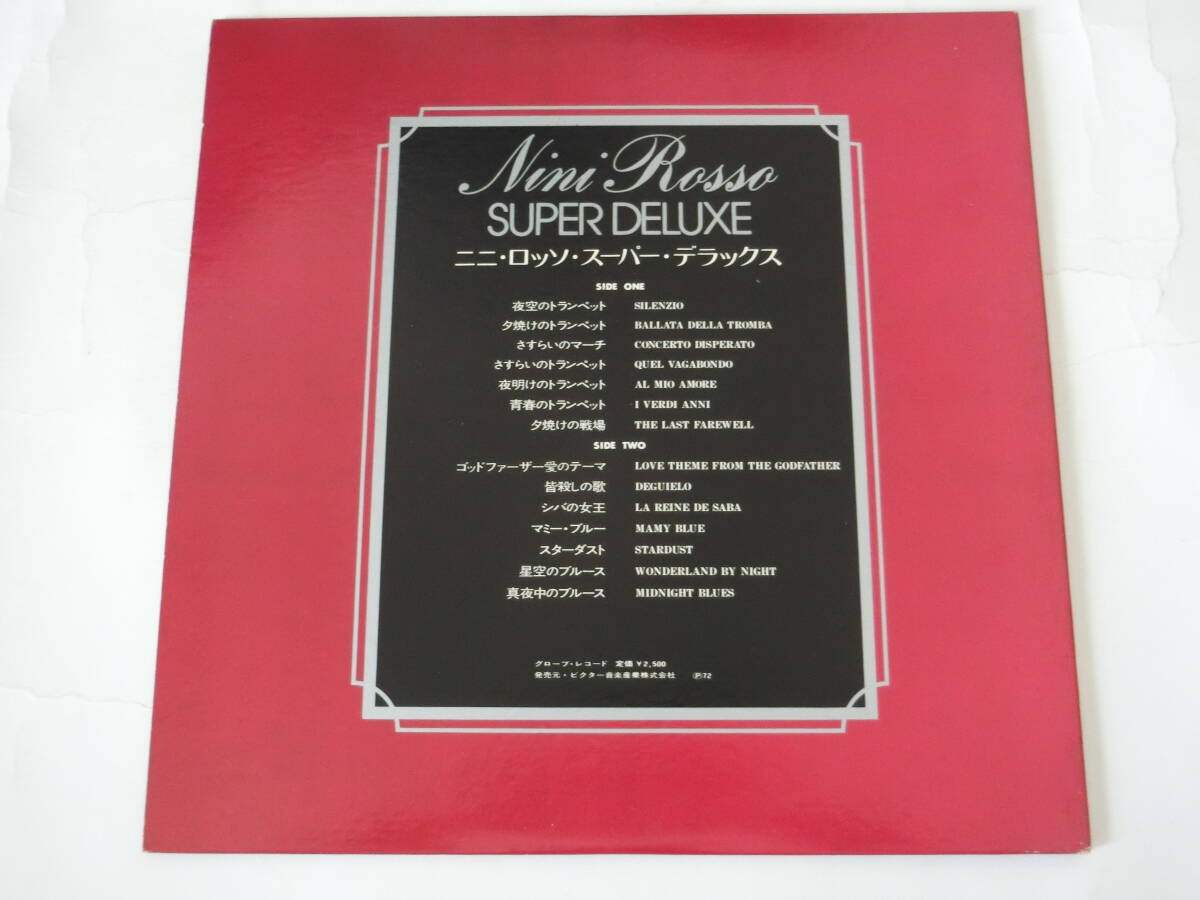 Nini Rosso
SUPER DELUXE
ニニ・ロッソ・スーパー・デラックス
SIDE ONE
夜空のトランペット SILENZIO
夕焼けのトランペット BALLATA DELLA TROMBA
さすらいのマーチ CONCERTO DISPERATO
さすらいのトランペット QUEL VAGABONDO
夜明けのトランペット AL MIO AMORE
青春のトランペット I VERDI ANNI
夕焼けの戦場 THE LAST FAREWELL
SIDE TWO
ゴッドファーザー愛のテーマ LOVE THEME FROM THE GODFATHER
皆殺しの歌 DEGUIELO
シバの女王 LA REINE DE SABA
マミー・ブルー MAMY BLUE
スターダスト STARDUST
星空のブルース WONDERLAND BY NIGHT
真夜中のブルース MIDNIGHT BLUES
グローブ・レコード 定価 ¥2,500
発売元・ビクター音楽産業株式会社 Ⓟ72